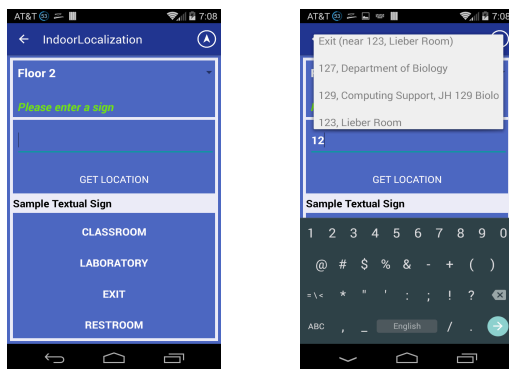 AT&T 53 7:08
IndoorLocalization
Floor 2
Please enter a sign
GET LOCATION
Sample Textual Sign
CLASSROOM
LABORATORY
EXIT
RESTROOM
AT&T 53 7:08
Exit (near 123, Lieber Room)
127, Department of Biology
129, Computing Support, JH 129 Biolo
123, Lieber Room
12
GET LOCATION
Sample Textual Sign
1 2 3 4 5 6 7 8 9 0
@ # $ % & - + ( )
=\< * " ' : ; ! ?
ABC , _ English / .